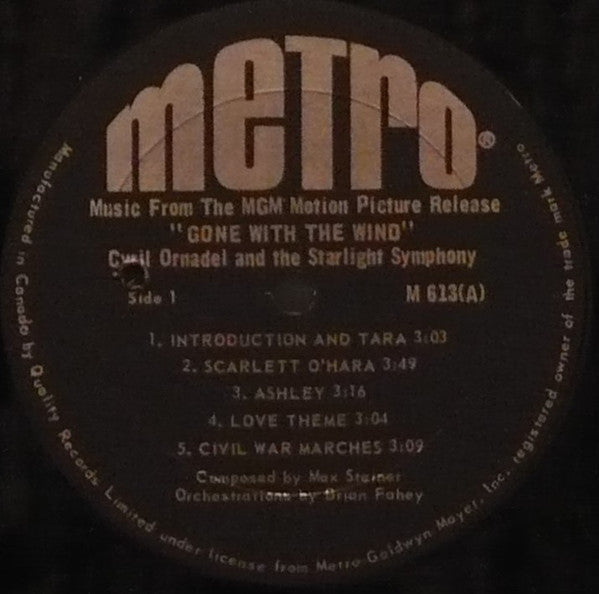 metro®
Music From The MGM Motion Picture Release
"GONE WITH THE WIND"
Cyril Ornadel and the Starlight Symphony
Side 1
M 613(A)
1. INTRODUCTION AND TARA 3:03
2. SCARLETT O'HARA 3:49
3. ASHLEY 3:16
4. LOVE THEME 3:04
5. CIVIL WAR MARCHES 3:09
Composed by Max Steiner
Orchestrations by Brian Fahey
Manufactured in Canada by Quality Records Limited under license from Metro Goldwyn Mayer, Inc. registered owner of the trade mark Metro